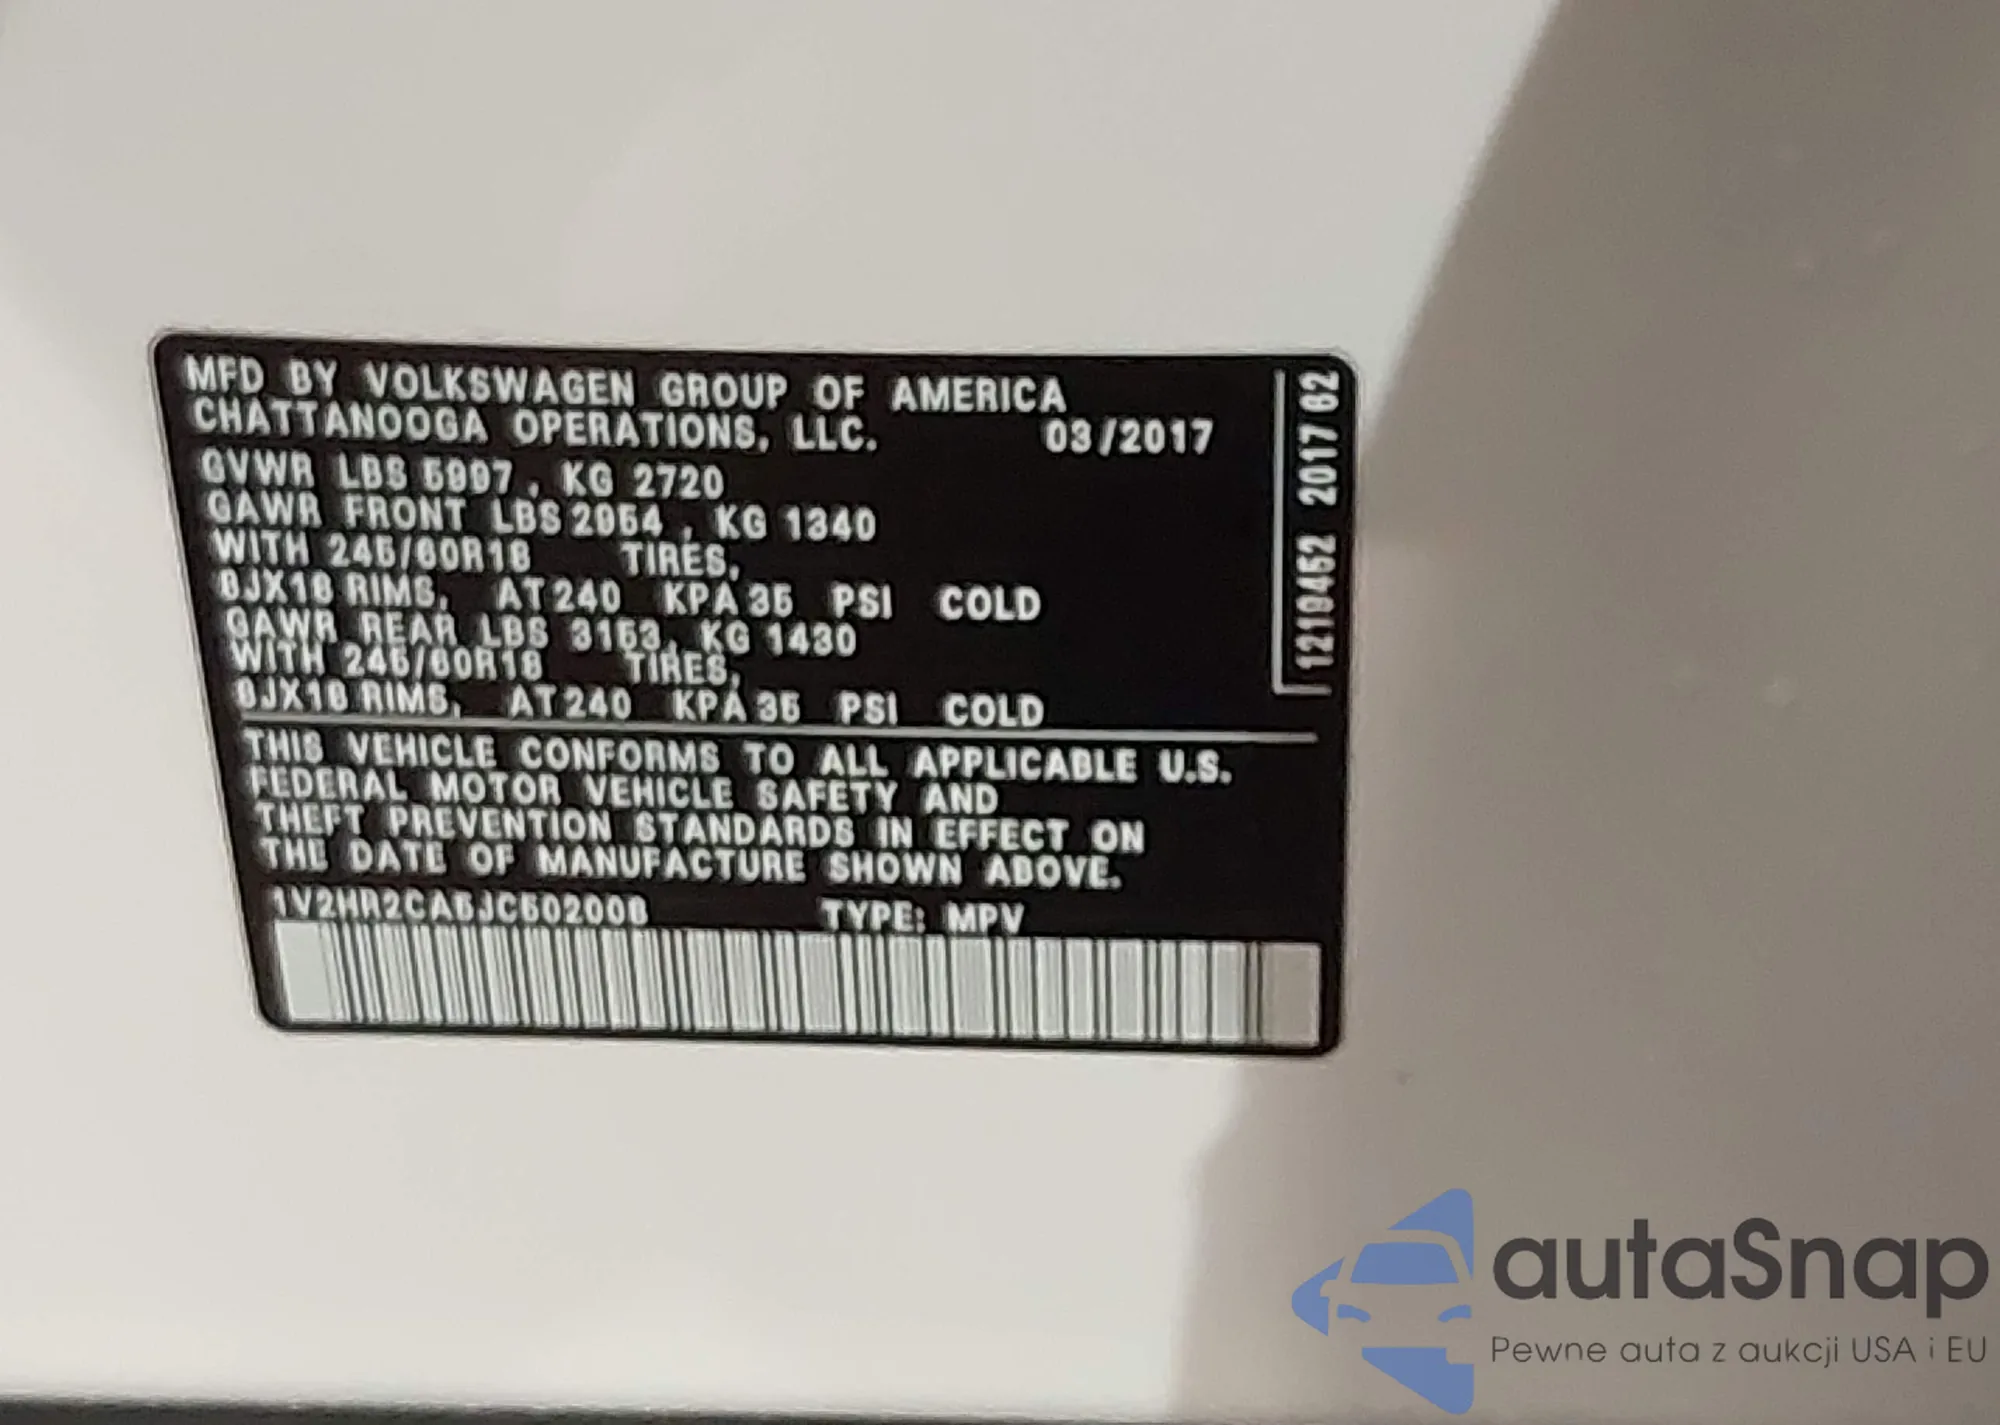 MFD BY VOLKSWAGEN GROUP OF AMERICA
CHATTANOOGA OPERATIONS, LLC. 03/2017
GVWR LBS 5997, KG 2720
GAWR FRONT LBS 2954, KG 1340
WITH 245/60R18 TIRES,
8JX18 RIMS, AT 240 KPA 35 PSI COLD
GAWR REAR LBS 3153, KG 1430
WITH 245/60R18 TIRES,
8JX18 RIMS, AT 240 KPA 35 PSI COLD
THIS VEHICLE CONFORMS TO ALL APPLICABLE U.S.
FEDERAL MOTOR VEHICLE SAFETY AND
THEFT PREVENTION STANDARDS IN EFFECT ON
THE DATE OF MANUFACTURE SHOWN ABOVE.
1V2HR2CA5JC502008 TYPE: MPV
autaSnap
Pewne auta z aukcji USA i EU